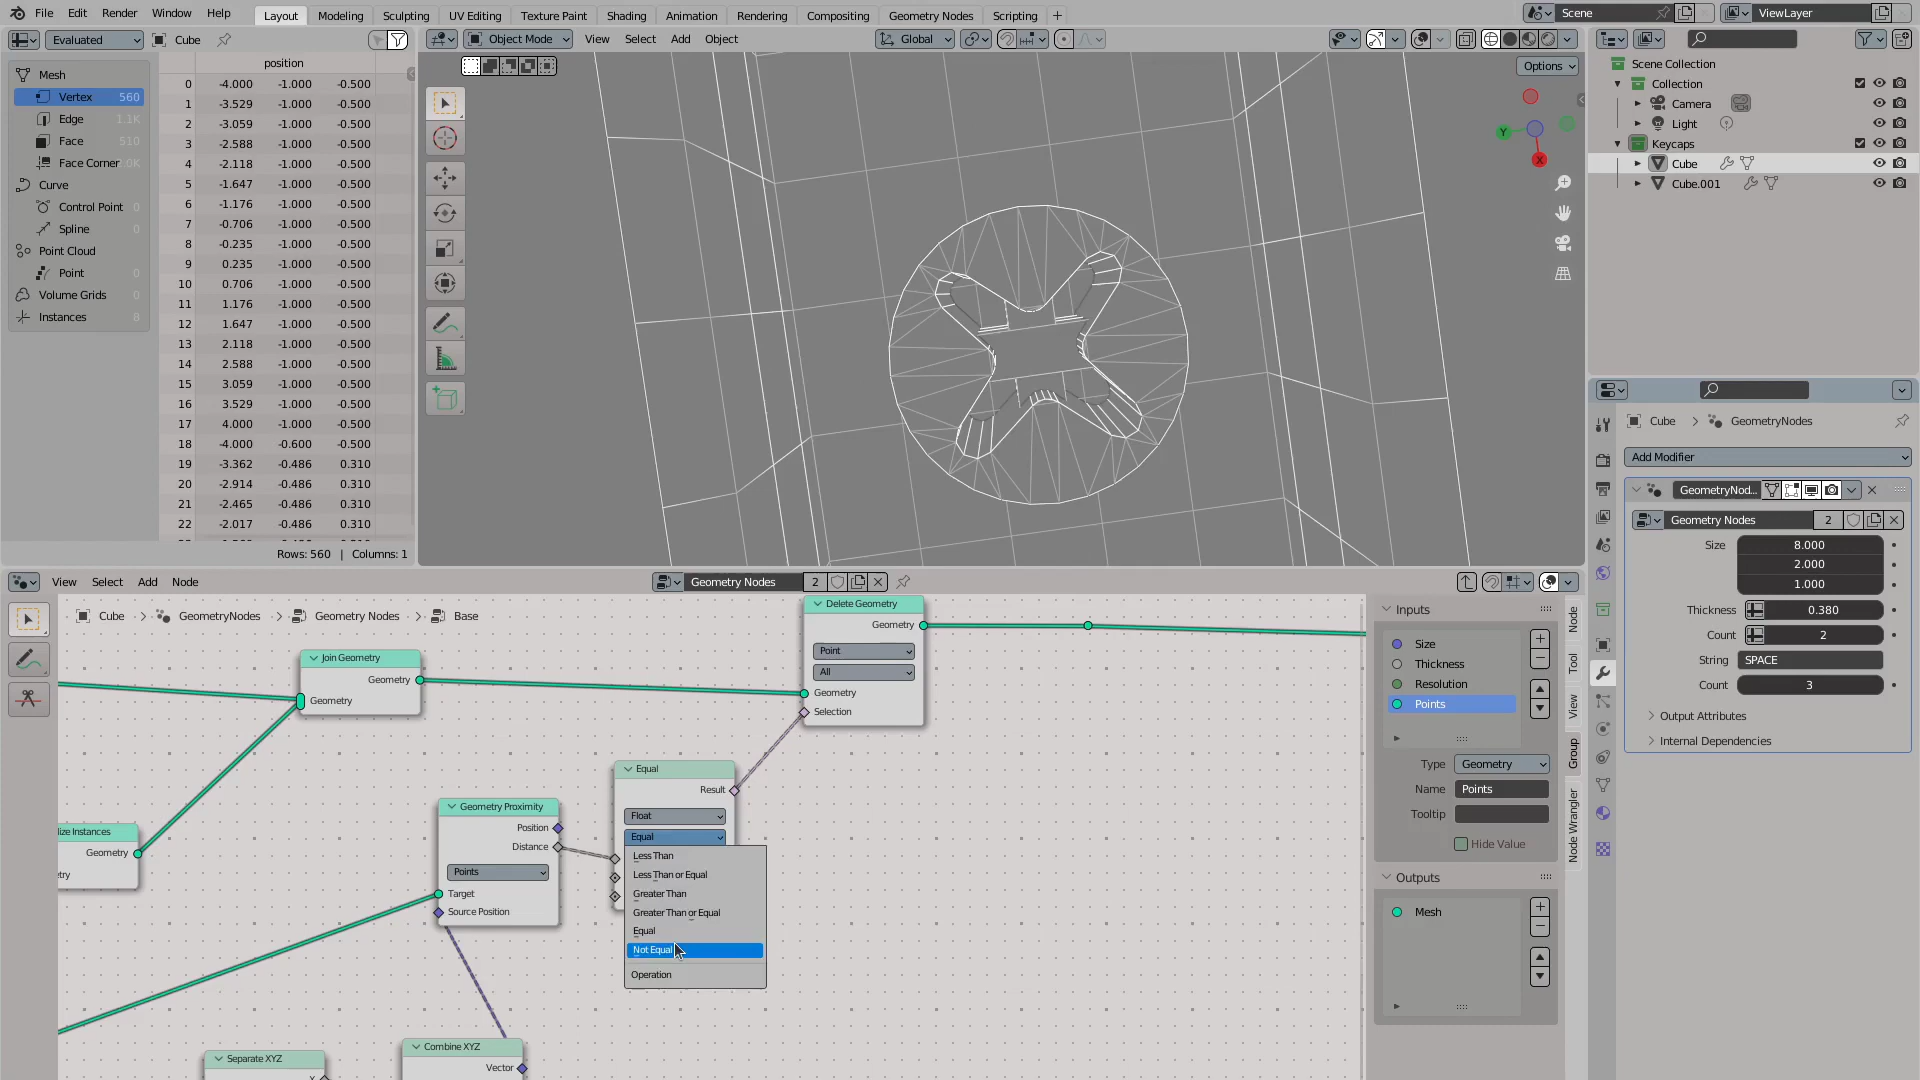 File Edit Render Window Help Layout Modeling Sculpting UV Editing Texture Paint Shading Animation Rendering Compositing Geometry Nodes Scripting + Scene ViewLayer
Evaluated Cube
position
Mesh
Vertex 560
Edge 1.1K
Face 510
Face Corner
Curve
Control Point 0
Spline 0
Point Cloud
Point 0
Volume Grids 0
Instances 8
0 -4.000 -1.000 -0.500
1 -3.529 -1.000 -0.500
2 -3.059 -1.000 -0.500
3 -2.588 -1.000 -0.500
4 -2.118 -1.000 -0.500
5 -1.647 -1.000 -0.500
6 -1.176 -1.000 -0.500
7 -0.706 -1.000 -0.500
8 -0.235 -1.000 -0.500
9 0.235 -1.000 -0.500
10 0.706 -1.000 -0.500
11 1.176 -1.000 -0.500
12 1.647 -1.000 -0.500
13 2.118 -1.000 -0.500
14 2.588 -1.000 -0.500
15 3.059 -1.000 -0.500
16 3.529 -1.000 -0.500
17 4.000 -1.000 -0.500
18 -4.000 -0.600 -0.500
19 -3.362 -0.486 0.310
20 -2.914 -0.486 0.310
21 -2.465 -0.486 0.310
22 -2.017 -0.486 0.310
Rows: 560 | Columns: 1
Object Mode View Select Add Object Global
Options
Y
X
Scene Collection
Collection
Camera
Light
Keycaps
Cube
Cube.001
Cube > GeometryNodes
Add Modifier
GeometryNod...
Geometry Nodes 2
Size 8.000
2.000
1.000
Thickness 0.380
Count 2
String SPACE
Count 3
Output Attributes
Internal Dependencies
View Select Add Node Geometry Nodes 2
Cube > GeometryNodes > Geometry Nodes > Base
Join Geometry
Geometry
Geometry
Delete Geometry
Geometry
Point
All
Geometry
Selection
lize Instances
Geometry
etry
Geometry Proximity
Position
Distance
Points
Target
Source Position
Equal
Result
Float
Equal
Less Than
Less Than or Equal
Greater Than
Greater Than or Equal
Equal
Not Equal
Operation
Separate XYZ
X
Combine XYZ
Vector
Inputs
Size
Thickness
Resolution
Points
Type Geometry
Name Points
Tooltip
Hide Value
Outputs
Mesh
Node
Tool
View
Group
Node Wrangler